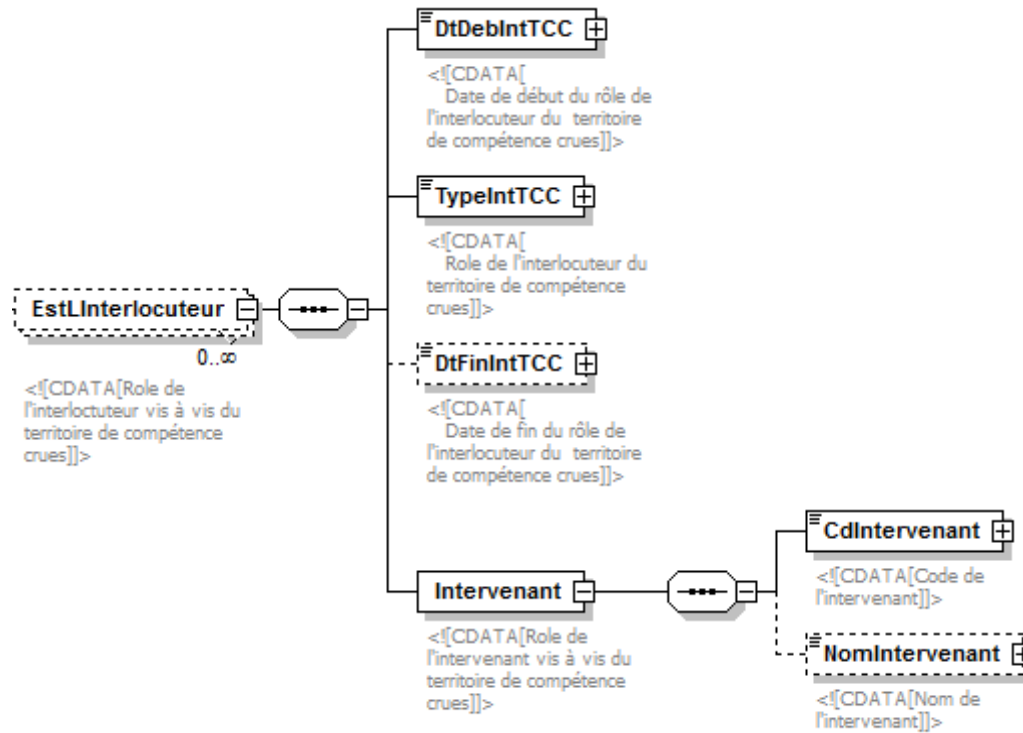 DtDebIntTCC
<![CDATA[
Date de début du rôle de
l'interlocuteur du territoire
de compétence crues]]>
TypeIntTCC
<![CDATA[
Role de l'interlocuteur du
territoire de compétence
crues]]>
EstLInterlocuteur
0..∞
<![CDATA[Role de
l'interloctuteur vis à vis du
territoire de compétence
crues]]>
DtFinIntTCC
<![CDATA[
Date de fin du rôle de
l'interlocuteur du territoire
de compétence crues]]>
Intervenant
<![CDATA[Role de
l'intervenant vis à vis du
territoire de compétence
crues]]>
CdIntervenant
<![CDATA[Code de
l'intervenant]]>
NomIntervenant
<![CDATA[Nom de
l'intervenant]]>